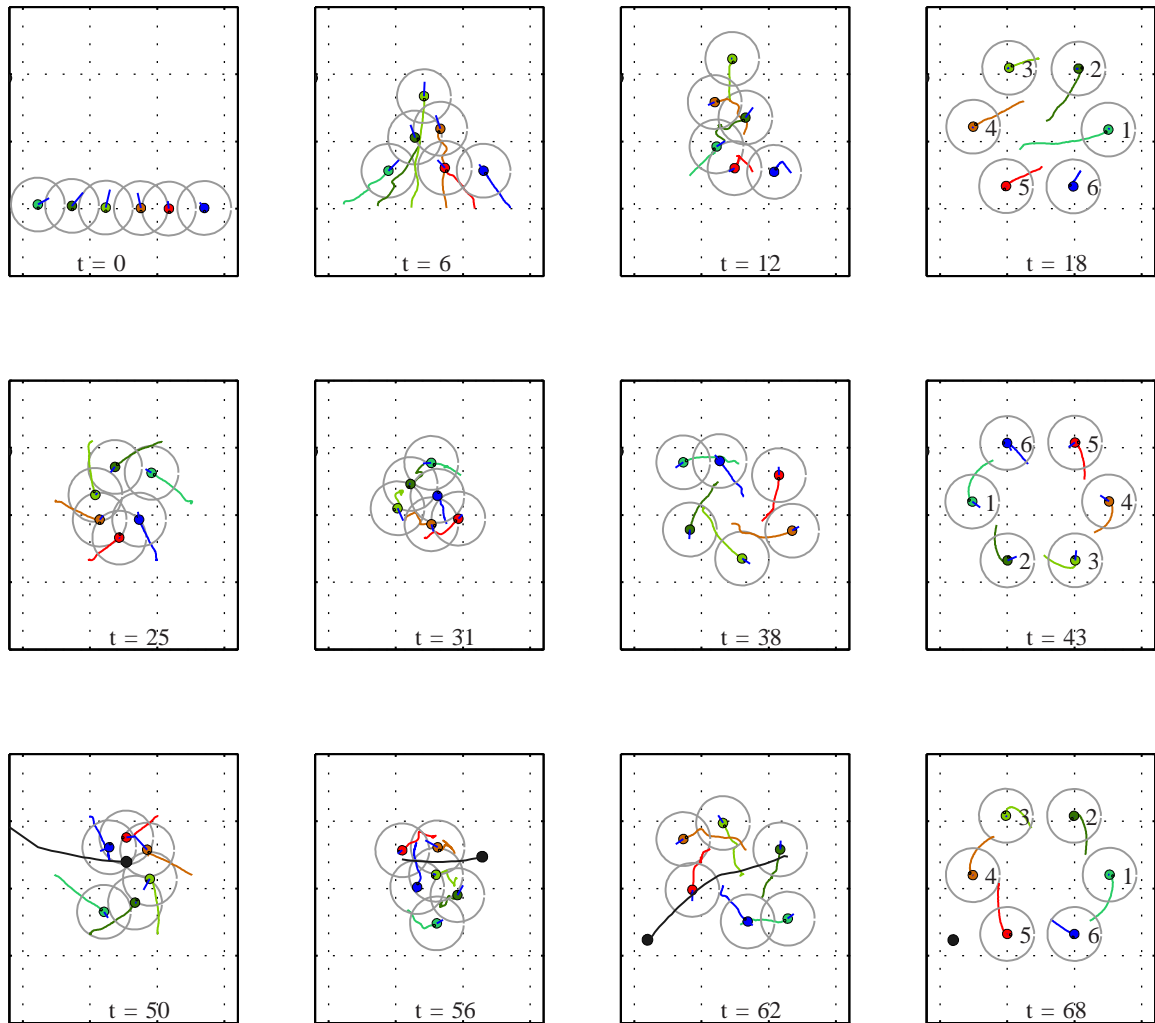 t = 0
t = 6
t = 12
3 2
4 1
5 6
t = 18
t = 25
t = 31
t = 38
6 5
1 4
2 3
t = 43
t = 50
t = 56
t = 62
3 2
4 1
5 6
t = 68